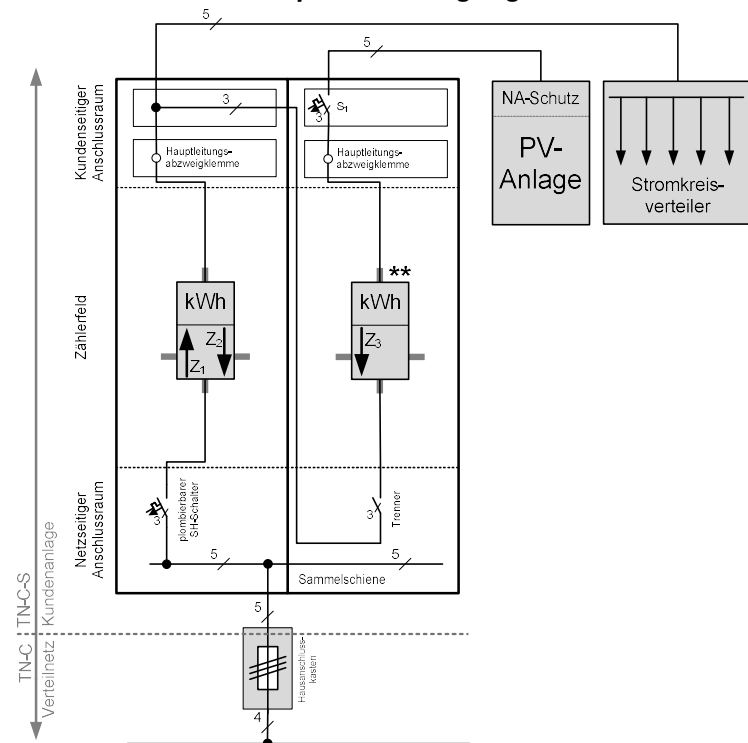 5
5
Kundenseitiger
Anschlussraum
3
3
S1
Hauptleitungs-
abzweigklemme
Hauptleitungs-
abzweigklemme
NA-Schutz
PV-
Anlage
Stromkreis-
verteiler
Zählerfeld
kWh
Z1
Z2
**
kWh
Z3
Netzseitiger
Anschlussraum
3
plombierbarer
SH-Schalter
3
Trenner
5
5
Sammelschiene
TN-C-S
Kundenanlage
5
TN-C
Verteilnetz
Hausanschluss-
kasten
4